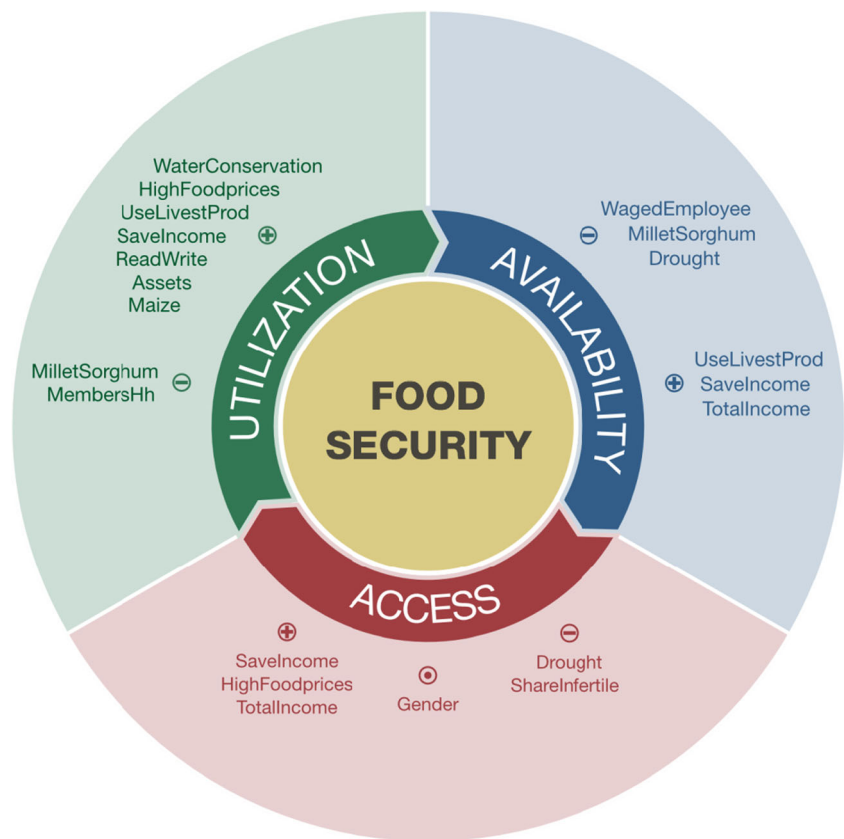 WaterConservation
HighFoodprices
UseLivestProd
SaveIncome
ReadWrite
Assets
Maize
MilletSorghum
MembersHh
UTILIZATION
WagedEmployee
MilletSorghum
Drought
UseLivestProd
SaveIncome
TotalIncome
AVAILABILITY
FOOD
SECURITY
ACCESS
SaveIncome
HighFoodprices
TotalIncome
Gender
Drought
ShareInfertile